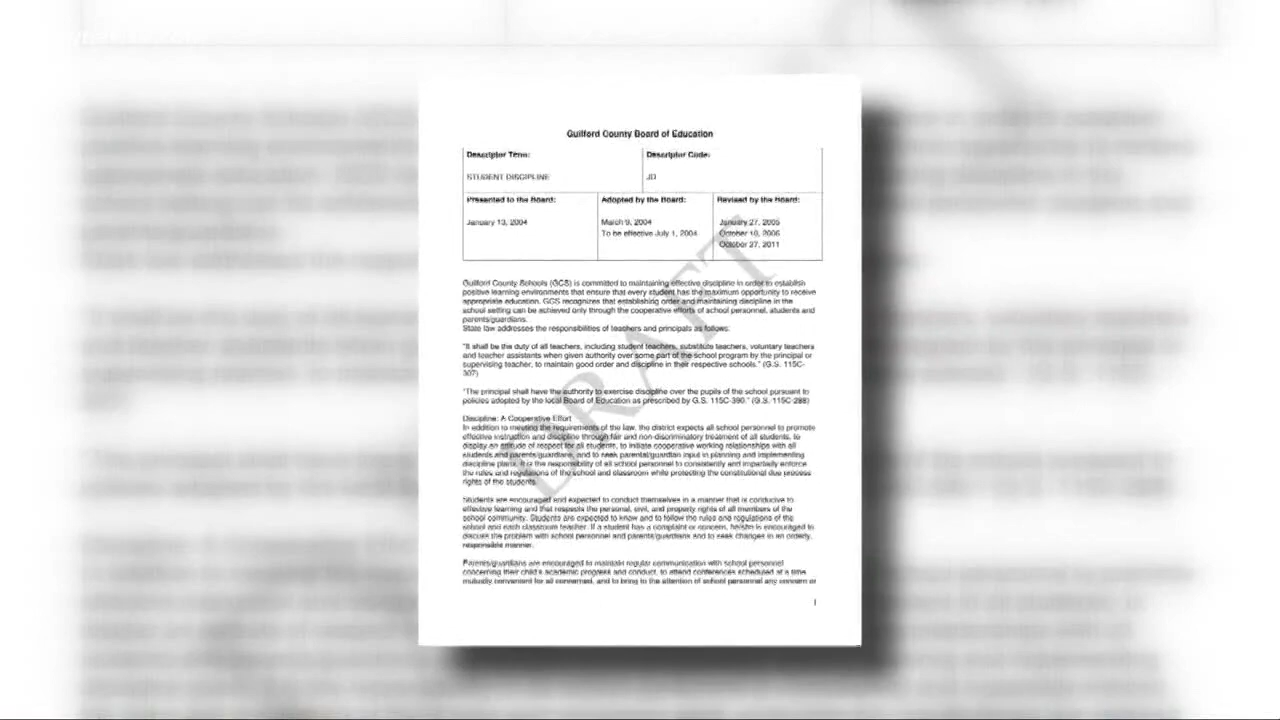 Guilford County Board of Education
Descriptor Term:
Descriptor Code:
STUDENT DISCIPLINE
JD
Presented to the Board:
Adopted by the Board:
Revised by the Board:
January 13, 2004
March 9, 2004
January 27, 2005
To be effective July 1, 2004
October 10, 2006
October 27, 2011
Guilford County Schools (GCS) is committed to maintaining effective discipline in order to establish
positive learning environments that ensure that every student has the maximum opportunity to receive
appropriate education. GCS recognizes that establishing order and maintaining discipline in the
school setting can be achieved only through the cooperative efforts of school personnel, students and
parents/guardians.
State law addresses the responsibilities of teachers and principals as follows:
"It shall be the duty of all teachers, including student teachers, substitute teachers, voluntary teachers
and teacher assistants when given authority over some part of the school program by the principal or
supervising teacher, to maintain good order and discipline in their respective schools." (G.S. 115C-
307)
"The principal shall have the authority to exercise discipline over the pupils of the school pursuant to
policies adopted by the local Board of Education as prescribed by G.S. 115C-390." (G.S. 115C-288)
Discipline: A Cooperative Effort
In addition to meeting the requirements of the law, the district expects all school personnel to promote
effective instruction and discipline through fair and non-discriminatory treatment of all students, to
display an attitude of respect for all students, to initiate cooperative working relationships with all
students and parents/guardians, and to seek parental/guardian input in planning and implementing
discipline plans. It is the responsibility of all school personnel to consistently and impartially enforce
the rules and regulations of the school and classroom while protecting the constitutional due process
rights of the students.
Students are encouraged and expected to conduct themselves in a manner that is conducive to
effective learning and that respects the personal, civil, and property rights of all members of the
school community. Students are expected to know and to follow the rules and regulations of the
school and each classroom teacher. If a student has a complaint or concern, he/she is encouraged to
discuss the problem with school personnel and parents/guardians and to seek changes in an orderly,
responsible manner.
Parents/guardians are encouraged to maintain regular communication with school personnel
concerning their child's academic progress and conduct, to attend conferences scheduled at a time
mutually convenient for all concerned, and to bring to the attention of school personnel any concern or
1
DRAFT